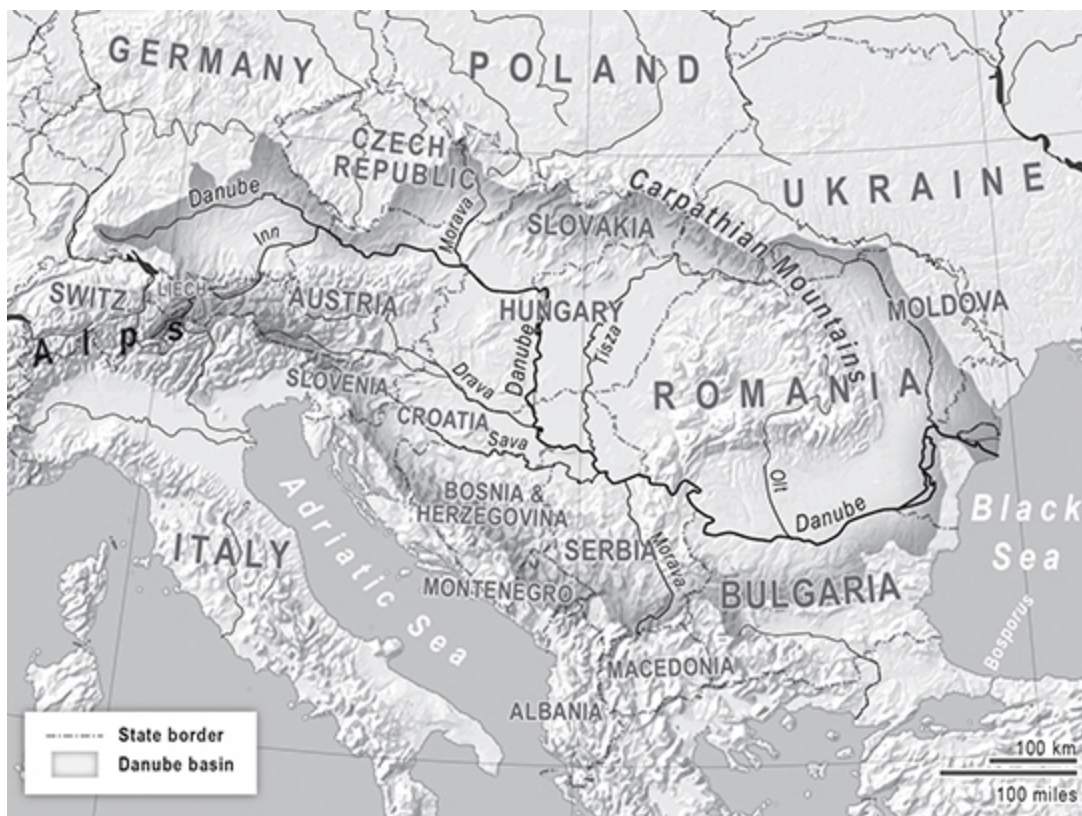 GERMANY
POLAND
CZECH
REPUBLIC
UKRAINE
Carpathian Mountains
Danube
Inn
Morava
SLOVAKIA
SWITZ.
LIECH.
AUSTRIA
HUNGARY
MOLDOVA
Alps
Danube
Tisza
Drava
SLOVENIA
ROMANIA
CROATIA
Sava
Olt
Danube
BOSNIA &
HERZEGOVINA
Adriatic Sea
Black
Sea
ITALY
SERBIA
Morava
MONTENEGRO
BULGARIA
Bosporus
MACEDONIA
ALBANIA
State border
Danube basin
100 km
100 miles